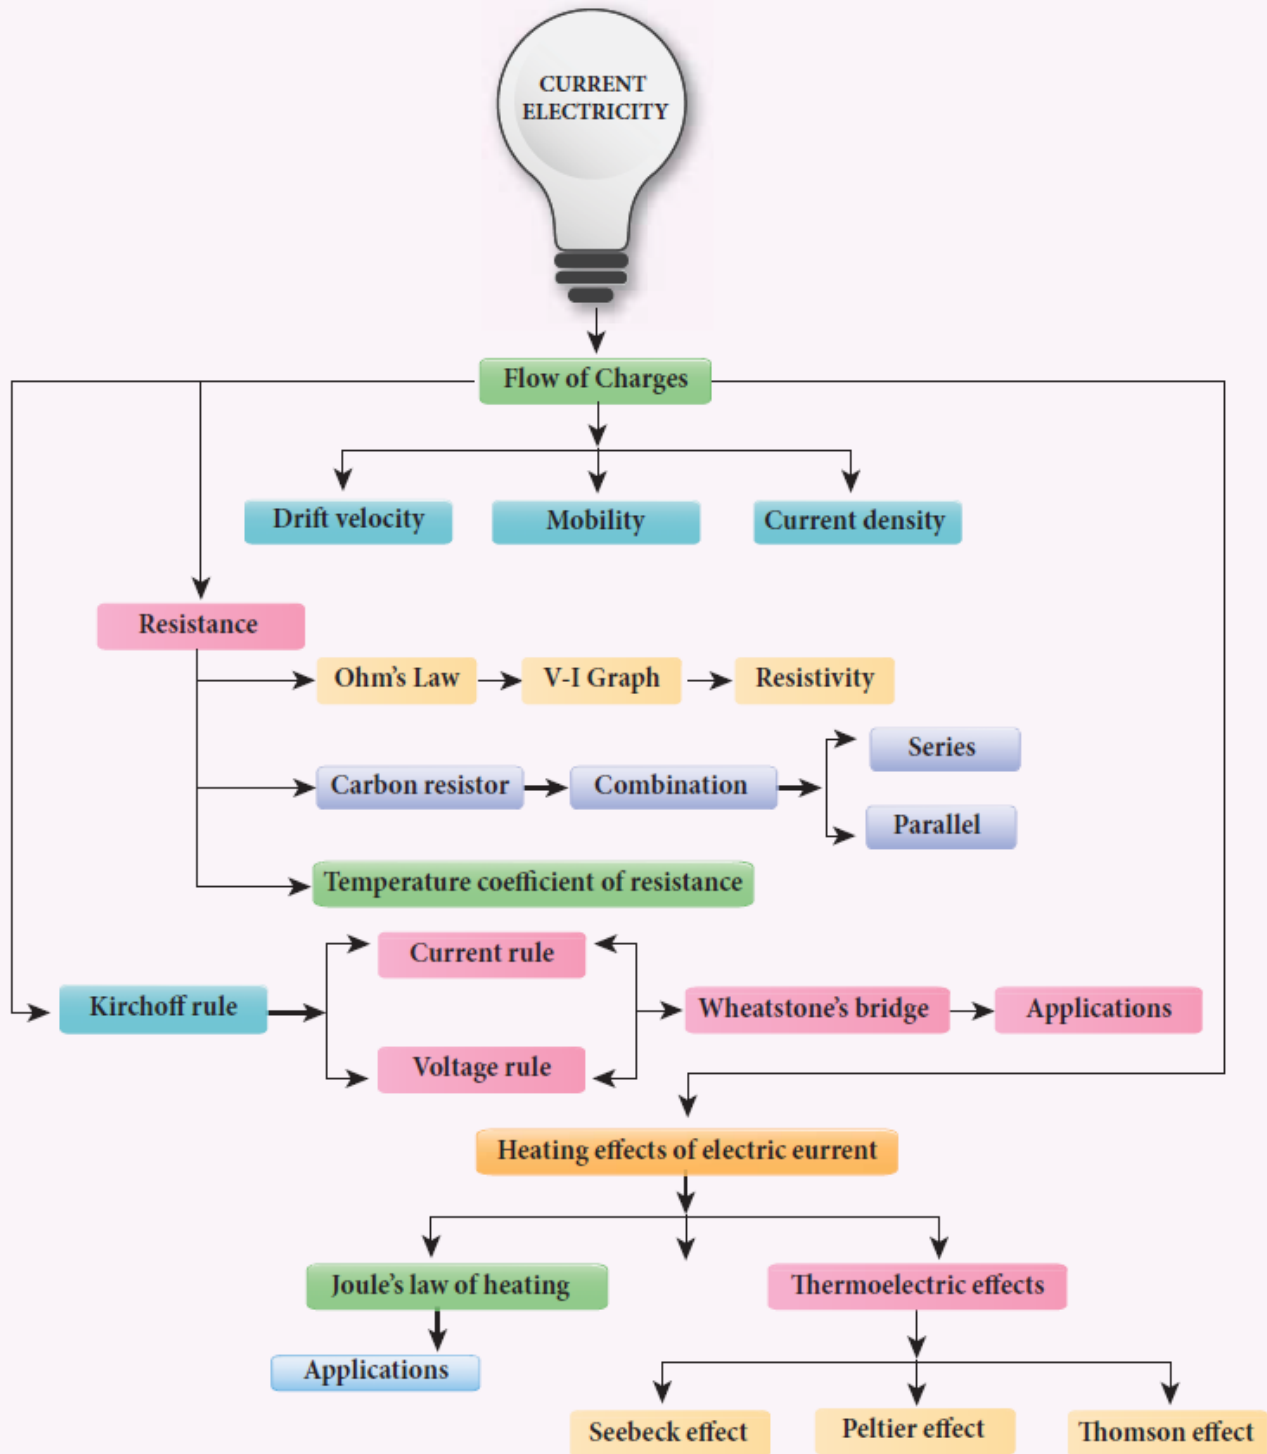 CURRENT
ELECTRICITY
Flow of Charges
Drift velocity
Mobility
Current density
Resistance
Ohm's Law
V-I Graph
Resistivity
Series
Carbon resistor
Combination
Parallel
Temperature coefficient of resistance
Current rule
Kirchoff rule
Wheatstone's bridge
Applications
Voltage rule
Heating effects of electric eurrent
Joule's law of heating
Thermoelectric effects
Applications
Seebeck effect
Peltier effect
Thomson effect